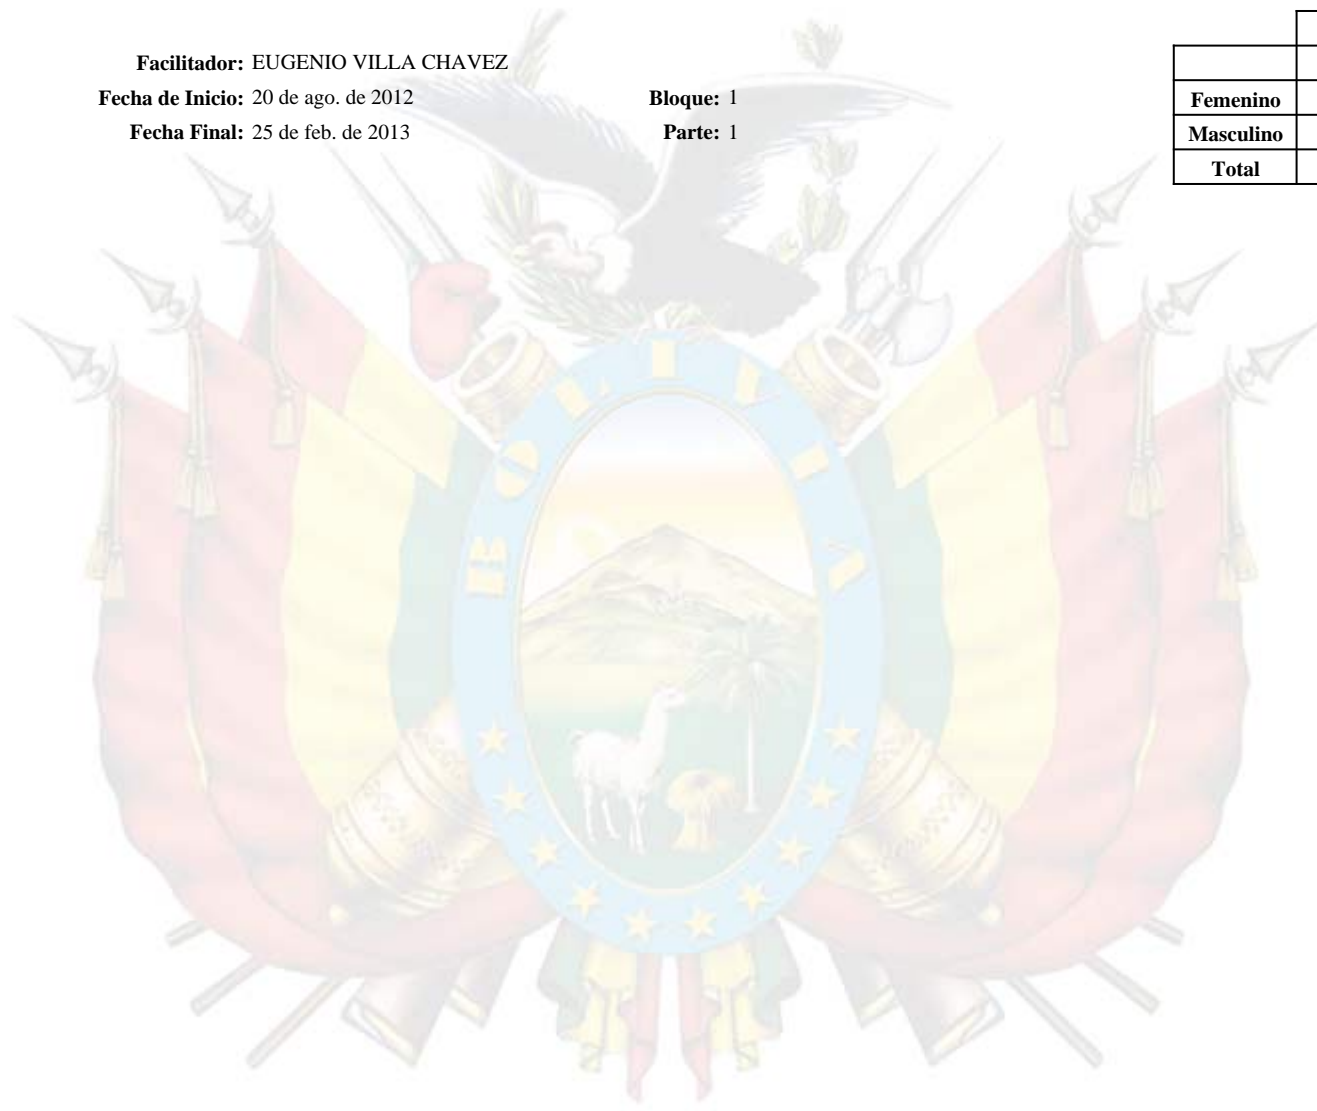 Facilitador: EUGENIO VILLA CHAVEZ
Fecha de Inicio: 20 de ago. de 2012 Bloque: 1
Fecha Final: 25 de feb. de 2013 Parte: 1
Femenino
Masculino
Total
BOLIVIA